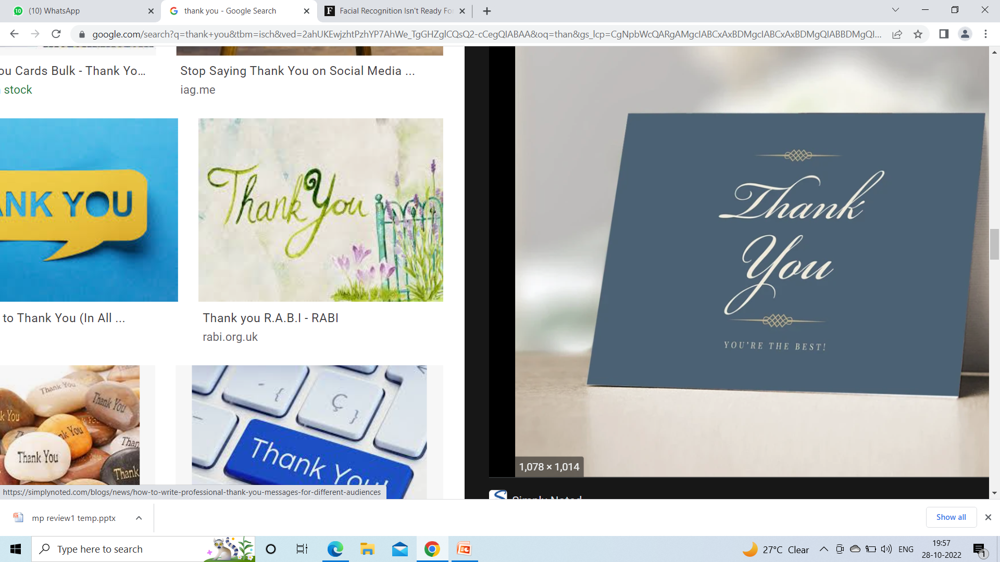 (10) WhatsApp
thank you - Google Search
Facial Recognition Isn't Ready Fo
google.com/search?q=thank+you&tbm=isch&ved=2ahUKEwjzhtPzhYP7AhWe_TgGHZglCQsQ2-cCegQIABAA&oq=than&gs_lcp=CgNpbWcQARgAMgcIABCxAxBDMgcIABCxAxBDMgQIABBDMgQI...
ou Cards Bulk - Thank Yo...
stock
Stop Saying Thank You on Social Media ...
iag.me
ANK YOU
Thank You
to Thank You (In All ...
Thank you R.A.B.I - RABI
rabi.org.uk
Thank You
Thank You
k You
nk You
Than
Thank You
Thank
{
Ç
}
Thank You!
Thank
You
YOU'RE THE BEST!
1,078 × 1,014
Simply Noted
https://simplynoted.com/blogs/news/how-to-write-professional-thank-you-messages-for-different-audiences
mp review1 temp.pptx
Show all
Type here to search
27°C Clear
ENG
19:57
28-10-2022
1